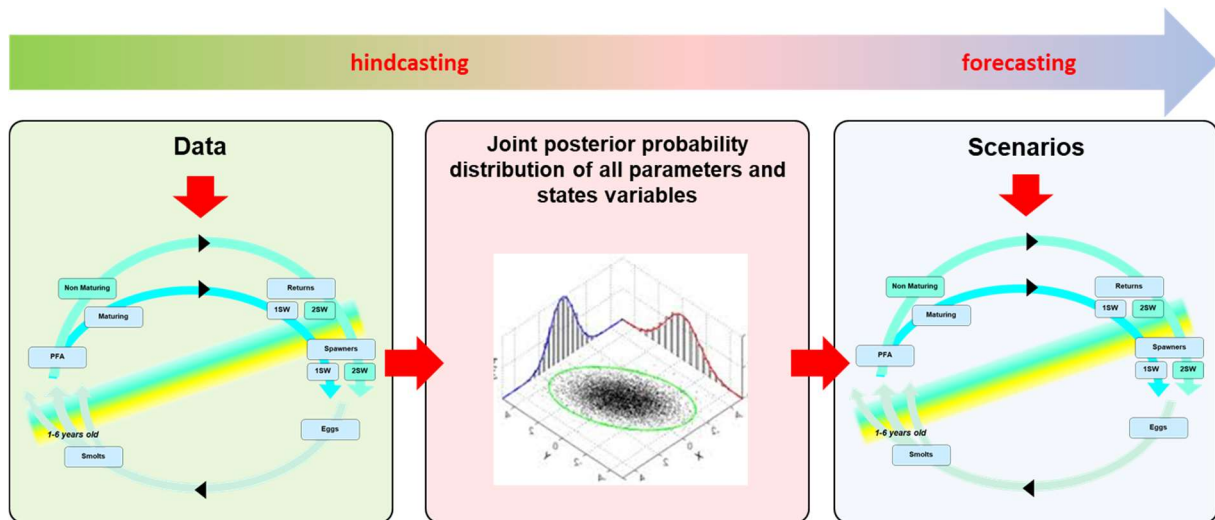 hindcasting
forecasting
Data
Non Maturing
Maturing
PFA
Returns
1SW 2SW
Spawners
1SW 2SW
Eggs
1-6 years old
Smolts
Joint posterior probability
distribution of all parameters and
states variables
Scenarios
Non Maturing
Maturing
PFA
Returns
1SW 2SW
Spawners
1SW 2SW
Eggs
1-6 years old
Smolts